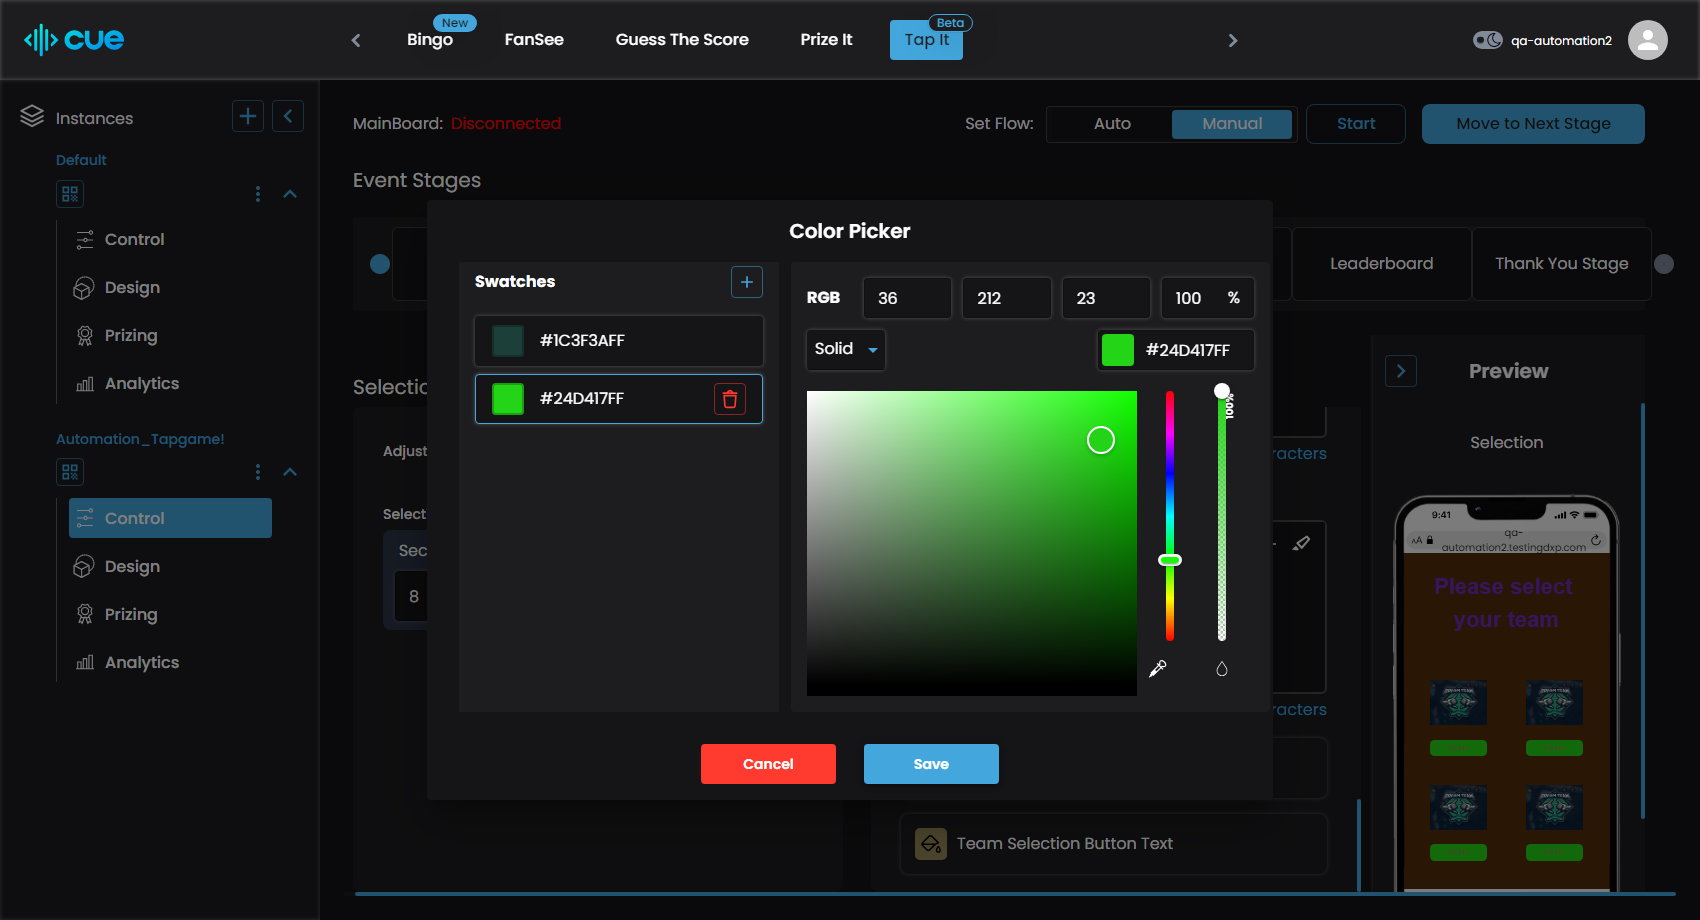 cue
New
Bingo
FanSee
Guess The Score
Prize It
Beta
Tap It
qa-automation2
Instances
Default
Control
Design
Prizing
Analytics
Automation_Tapgame!
Control
Design
Prizing
Analytics
MainBoard: Disconnected
Set Flow:
Auto
Manual
Start
Move to Next Stage
Event Stages
Leaderboard
Thank You Stage
Selectio
Adjust
Select
Sec
8
Color Picker
Swatches
#1C3F3AFF
#24D417FF
RGB
36
212
23
100 %
Solid
#24D417FF
100%
Cancel
Save
racters
racters
Team Selection Button Text
Preview
Selection
9:41
AA
qa-
automation2.testingdxp.com
Please select
your team